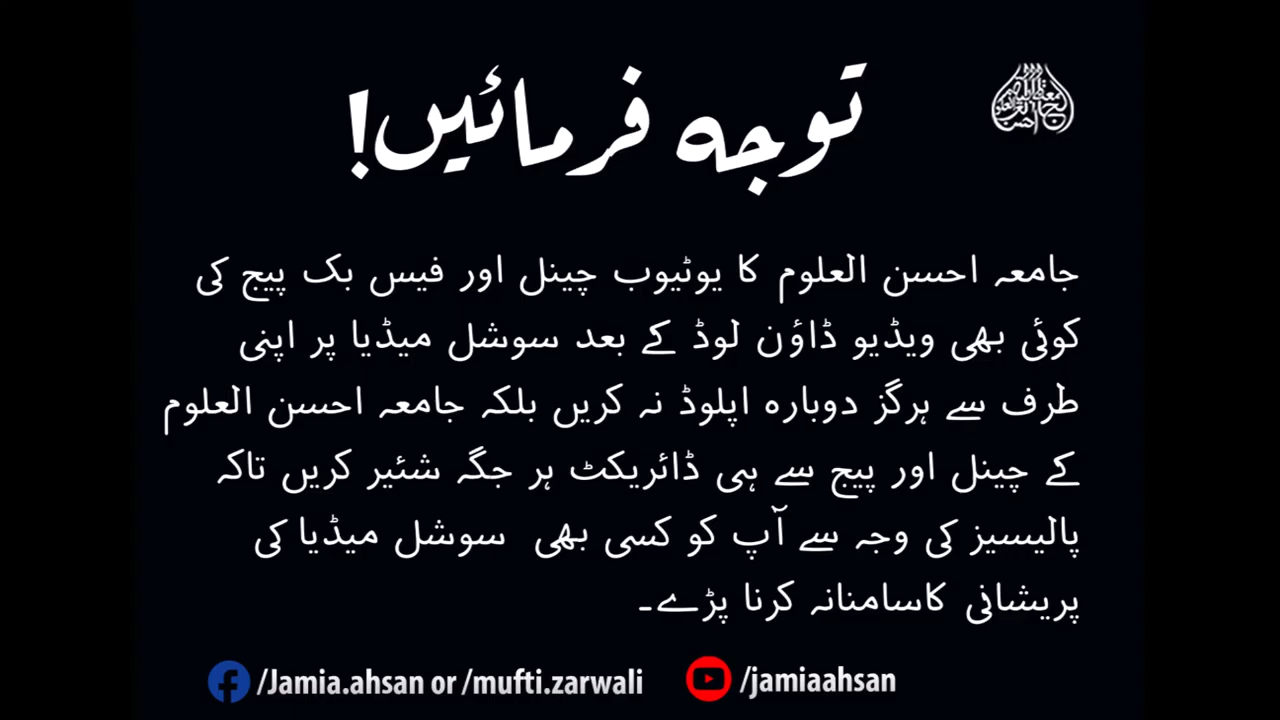 توجہ فرمائیں!
جامعہ احسن العلوم کا یوٹیوب چینل اور فیس بک پیج کی
کوئی بھی ویڈیو ڈاؤن لوڈ کے بعد سوشل میڈیا پر اپنی
طرف سے ہرگز دوبارہ اپلوڈ نہ کریں بلکہ جامعہ احسن العلوم
کے چینل اور پیج سے ہی ڈائریکٹ ہر جگہ شئیر کریں تاکہ
پالیسیز کی وجہ سے آپ کو کسی بھی سوشل میڈیا کی
پریشانی کاسامنانہ کرنا پڑے۔
/Jamia.ahsan or /mufti.zarwali /jamiaahsan